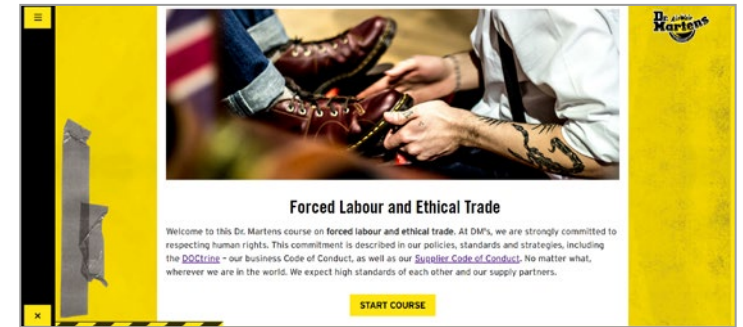 Dr. Martens
AirWair
Forced Labour and Ethical Trade
Welcome to this Dr. Martens course on forced labour and ethical trade. At DM's, we are strongly committed to
respecting human rights. This commitment is described in our policies, standards and strategies, including
the DOCtrine - our business Code of Conduct, as well as our Supplier Code of Conduct. No matter what,
wherever we are in the world. We expect high standards of each other and our supply partners.
START COURSE